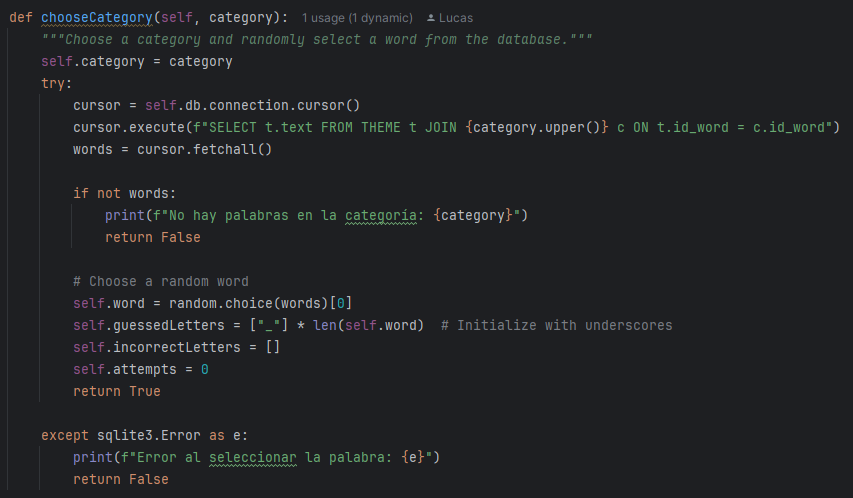 def chooseCategory(self, category): 1 usage (1 dynamic) Lucas
    """Choose a category and randomly select a word from the database."""
    self.category = category
    try:
        cursor = self.db.connection.cursor()
        cursor.execute(f"SELECT t.text FROM THEME t JOIN {category.upper()} c ON t.id_word = c.id_word")
        words = cursor.fetchall()

        if not words:
            print(f"No hay palabras en la categoria: {category}")
            return False

        # Choose a random word
        self.word = random.choice(words)[0]
        self.guessedLetters = ["_"] * len(self.word)  # Initialize with underscores
        self.incorrectLetters = []
        self.attempts = 0
        return True

    except sqlite3.Error as e:
        print(f"Error al seleccionar la palabra: {e}")
        return False